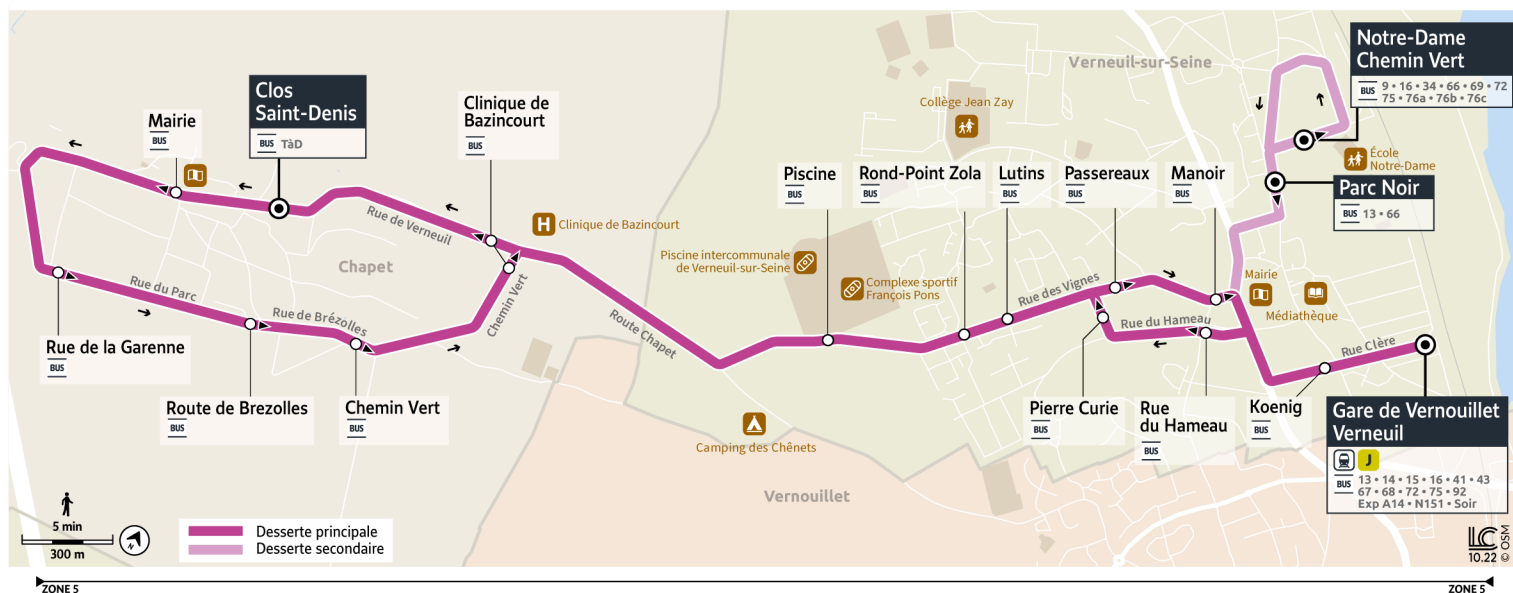 Notre-Dame
Chemin Vert
BUS 9 • 16 • 34 • 66 • 69 • 72
75 • 76a • 76b • 76c
Verneuil-sur-Seine
Clos
Saint-Denis
BUS TàD
Mairie
BUS
Clinique de
Bazincourt
BUS
Collège Jean Zay
École
Notre-Dame
Parc Noir
BUS 13 • 66
Piscine
BUS
Rond-Point Zola
BUS
Lutins
BUS
Passereaux
BUS
Manoir
BUS
Rue de Verneuil
H Clinique de Bazincourt
Chapet
Piscine intercommunale
de Verneuil-sur-Seine
Complexe sportif
François Pons
Mairie
Médiathèque
Rue du Parc
Rue de Brézolles
Chemin Vert
Route Chapet
Rue des Vignes
Rue du Hameau
Rue Clère
Rue de la Garenne
BUS
Route de Brezolles
BUS
Chemin Vert
BUS
Pierre Curie
BUS
Rue
du Hameau
BUS
Koenig
BUS
Gare de Vernouillet
Verneuil
J
BUS 13 • 14 • 15 • 16 • 41 • 43
67 • 68 • 72 • 75 • 92
Exp A14 • N151 • Soir
Camping des Chênets
Vernouillet
5 min
300 m
N
Desserte principale
Desserte secondaire
LC
10.22
© OSM
ZONE 5
ZONE 5